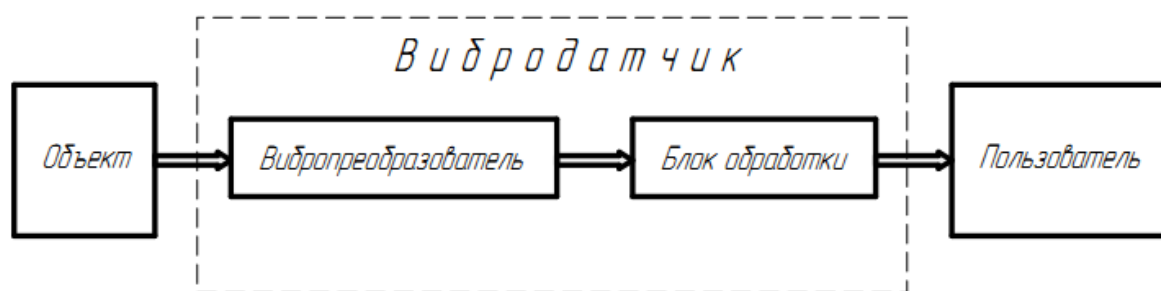 Вибродатчик
Объект
Вибропреобразователь
Блок обработки
Пользователь